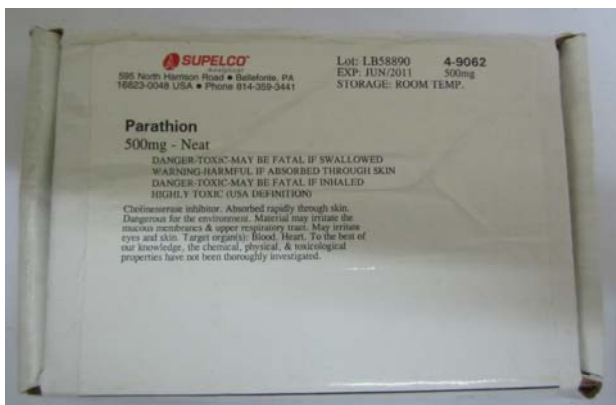 SUPELCO
Analytical
595 North Harrison Road • Bellefonte, PA
16823-0048 USA • Phone 814-359-3441
Lot: LB58890 4-9062
EXP: JUN/2011 500mg
STORAGE: ROOM TEMP.
Parathion
500mg - Neat
DANGER-TOXIC-MAY BE FATAL IF SWALLOWED
WARNING-HARMFUL IF ABSORBED THROUGH SKIN
DANGER-TOXIC-MAY BE FATAL IF INHALED
HIGHLY TOXIC (USA DEFINITION)
Cholinesterase inhibitor. Absorbed rapidly through skin.
Dangerous for the environment. Material may irritate the
mucous membranes & upper respiratory tract. May irritate
eyes and skin. Target organ(s): Blood. Heart. To the best of
our knowledge, the chemical, physical, & toxicological
properties have not been thoroughly investigated.